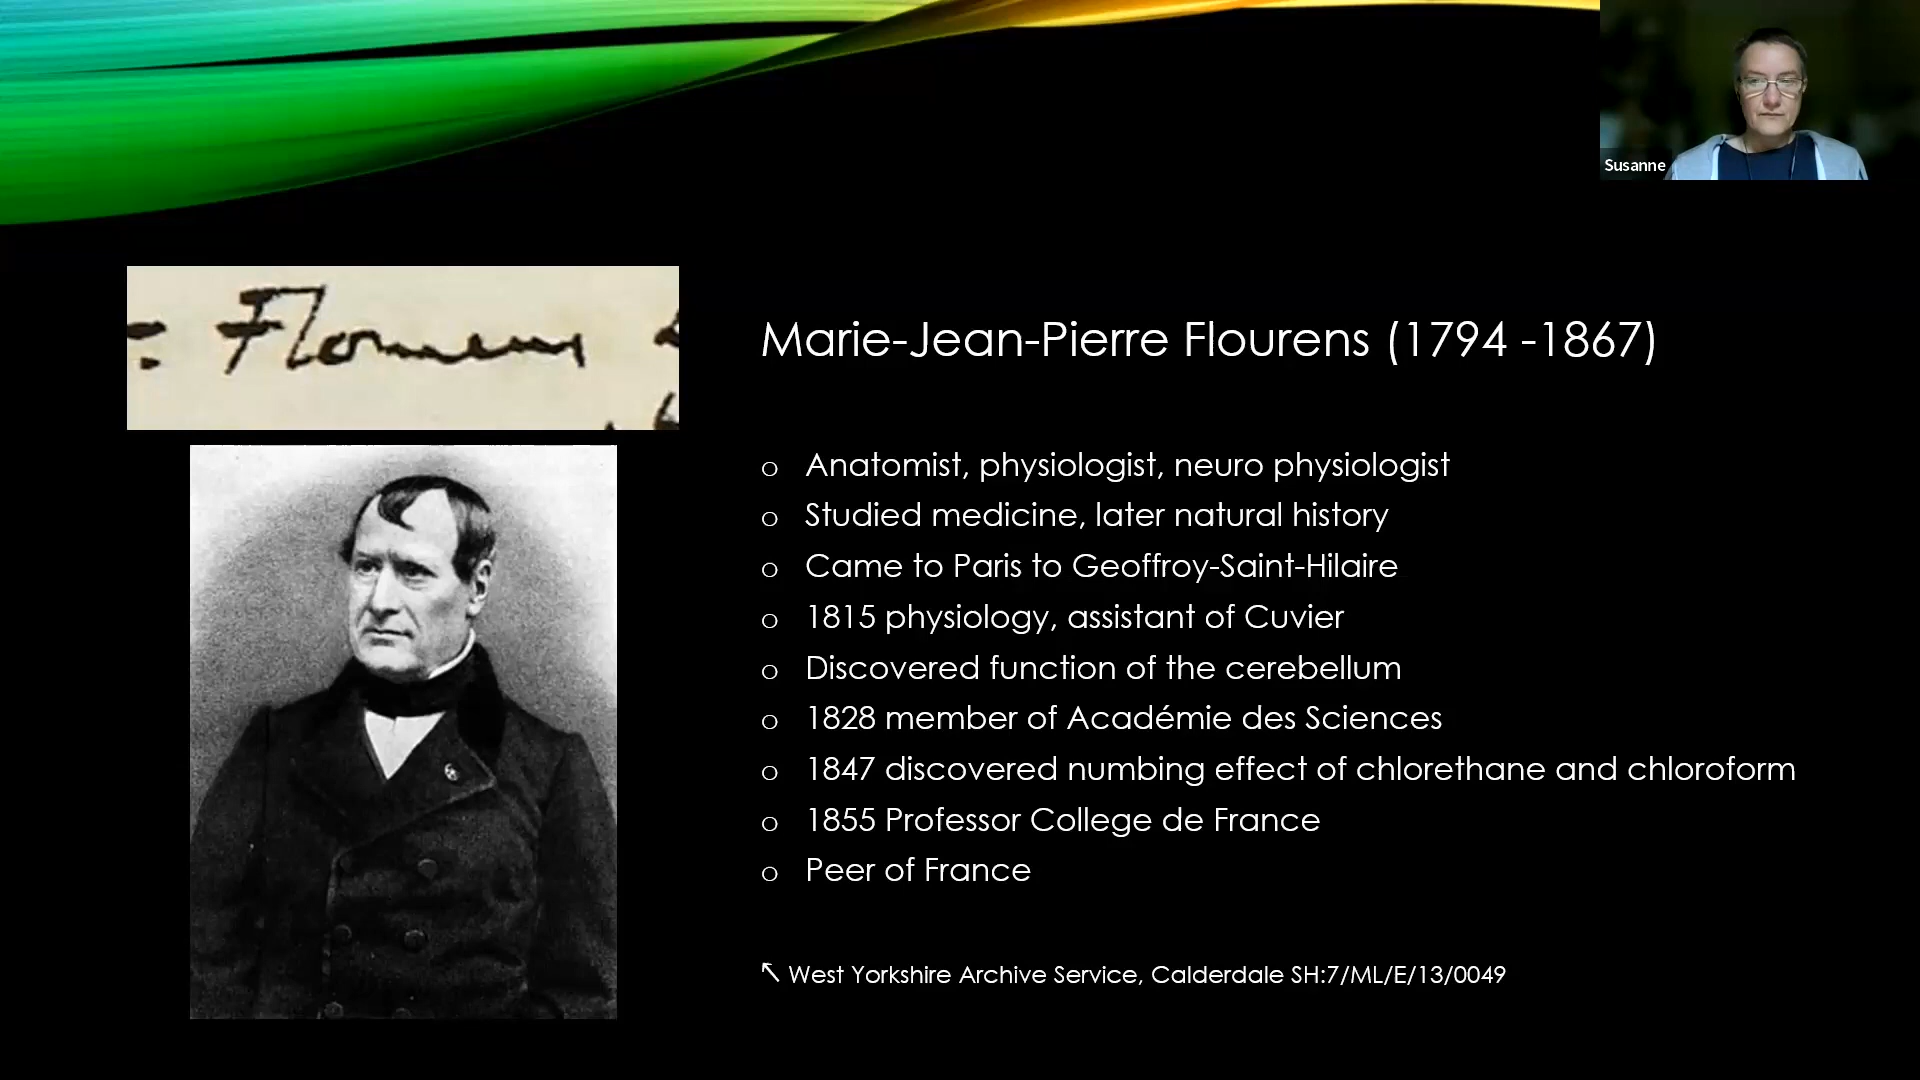 Susanne
: Flourens
Marie-Jean-Pierre Flourens (1794 -1867)
o Anatomist, physiologist, neuro physiologist
o Studied medicine, later natural history
o Came to Paris to Geoffroy-Saint-Hilaire
o 1815 physiology, assistant of Cuvier
o Discovered function of the cerebellum
o 1828 member of Académie des Sciences
o 1847 discovered numbing effect of chlorethane and chloroform
o 1855 Professor College de France
o Peer of France
↖ West Yorkshire Archive Service, Calderdale SH:7/ML/E/13/0049